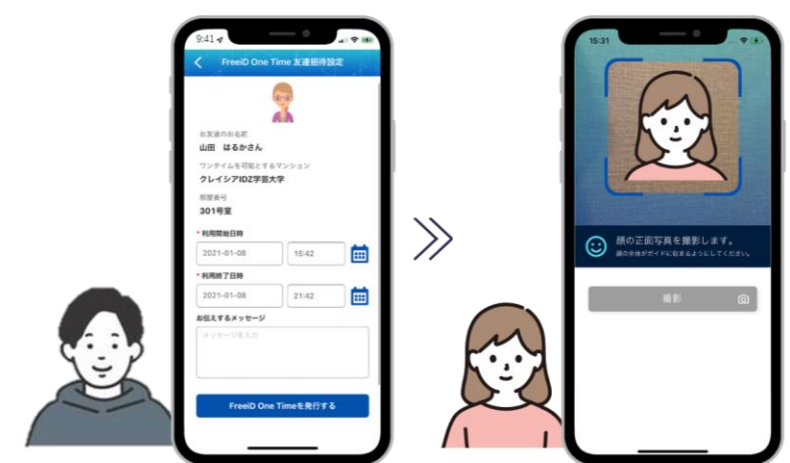 9:41
FreeiD One Time 友達招待設定
お友達のお名前
山田 はるかさん
ワンタイムを可能とするマンション
クレイシアIDZ学芸大学
部屋番号
301号室
* 利用開始日時
2021-01-08 15:42
* 利用終了日時
2021-01-08 21:42
お伝えするメッセージ
メッセージを入力
FreeiD One Timeを発行する
15:31
顔の正面写真を撮影します。
顔の全体がガイドに収まるようにしてください。
撮影